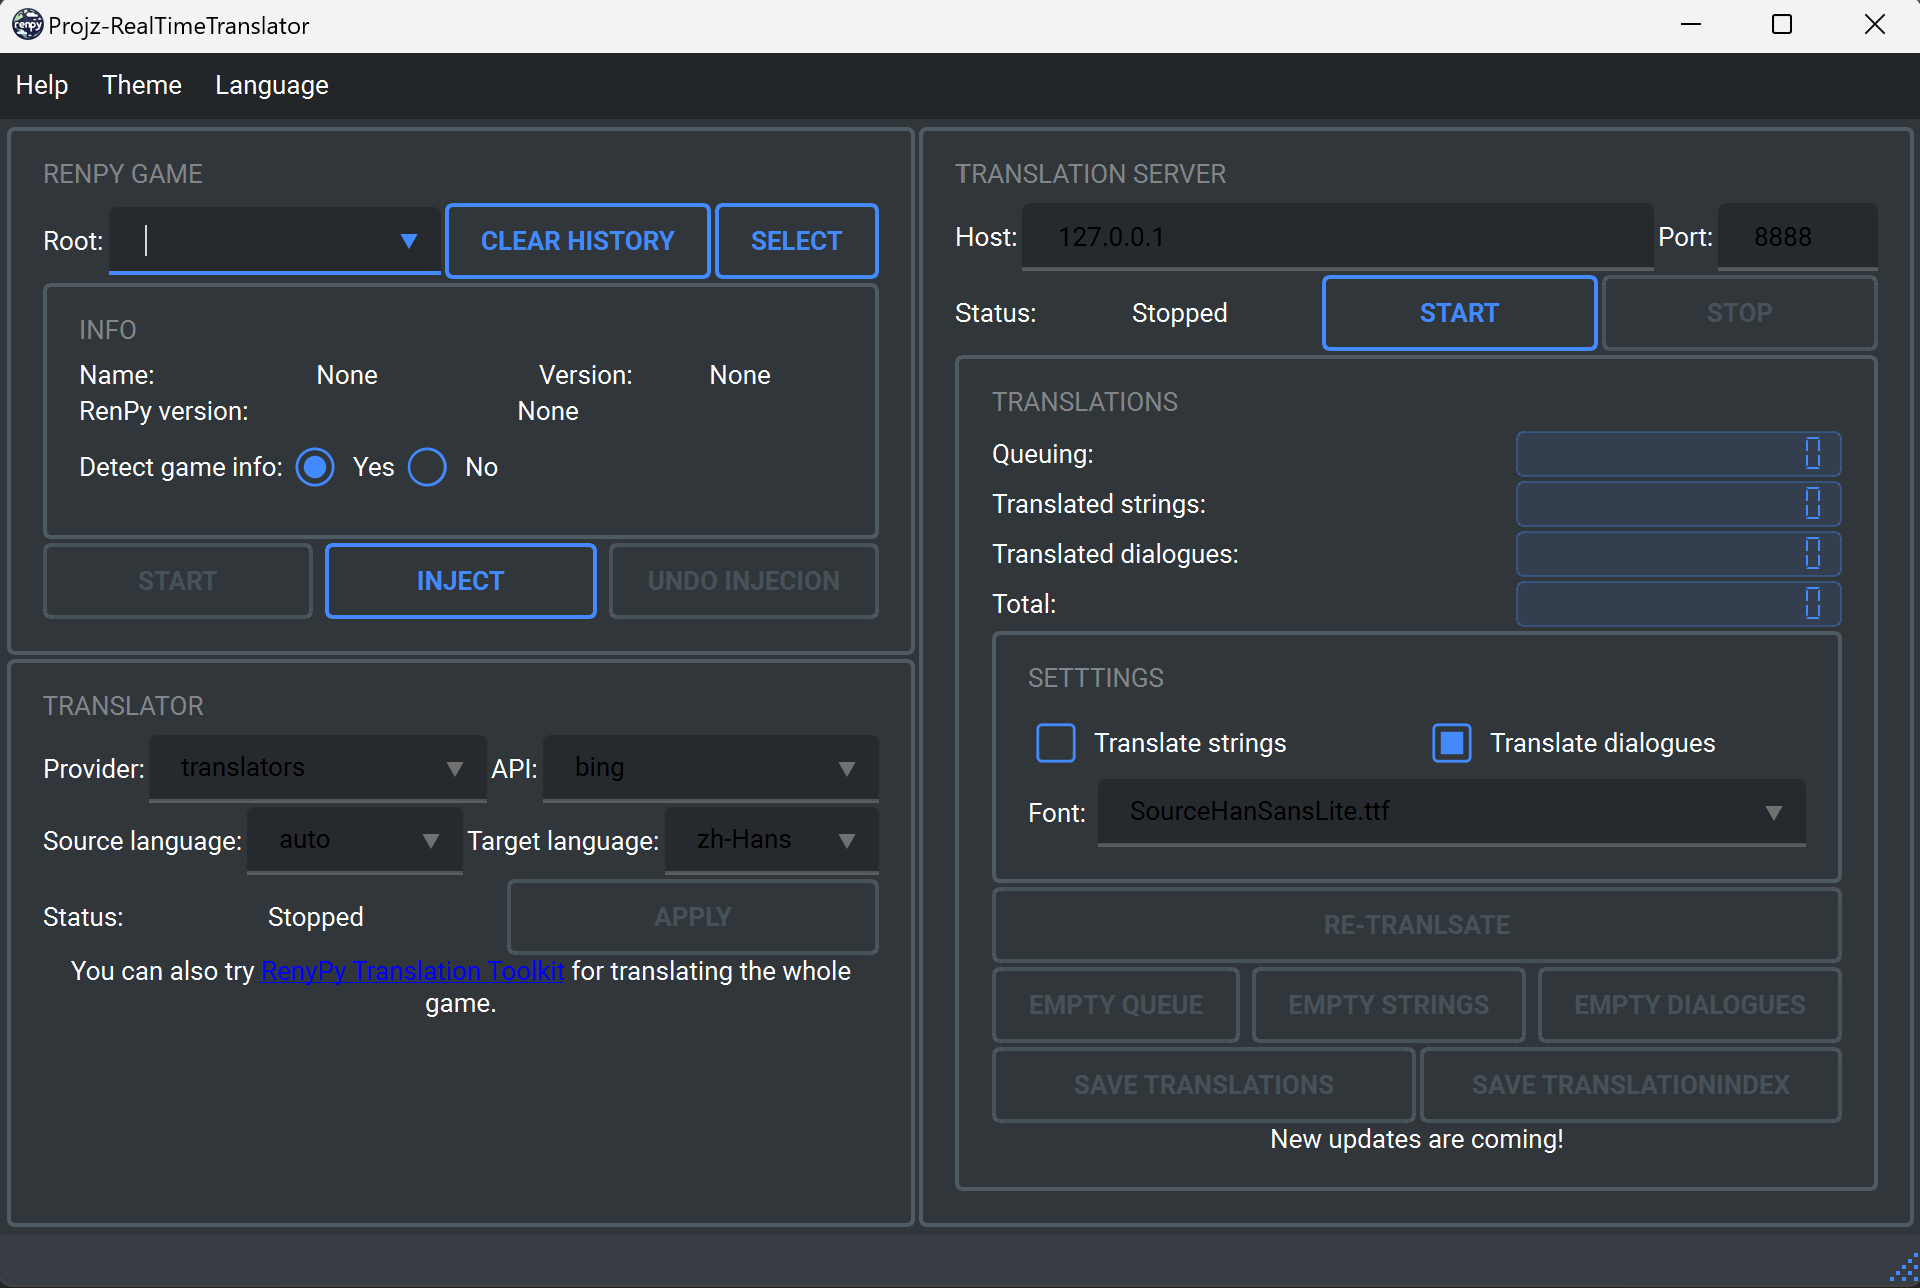 renpy Projz-RealTimeTranslator
Help Theme Language
RENPY GAME
Root: CLEAR HISTORY SELECT
INFO
Name: None Version: None
RenPy version: None
Detect game info: Yes No
START INJECT UNDO INJECION
TRANSLATOR
Provider: translators API: bing
Source language: auto Target language: zh-Hans
Status: Stopped APPLY
You can also try RenyPy Translation Toolkit for translating the whole
game.
TRANSLATION SERVER
Host: 127.0.0.1 Port: 8888
Status: Stopped START STOP
TRANSLATIONS
Queuing: 0
Translated strings: 0
Translated dialogues: 0
Total: 0
SETTTINGS
Translate strings Translate dialogues
Font: SourceHanSansLite.ttf
RE-TRANLSATE
EMPTY QUEUE EMPTY STRINGS EMPTY DIALOGUES
SAVE TRANSLATIONS SAVE TRANSLATIONINDEX
New updates are coming!